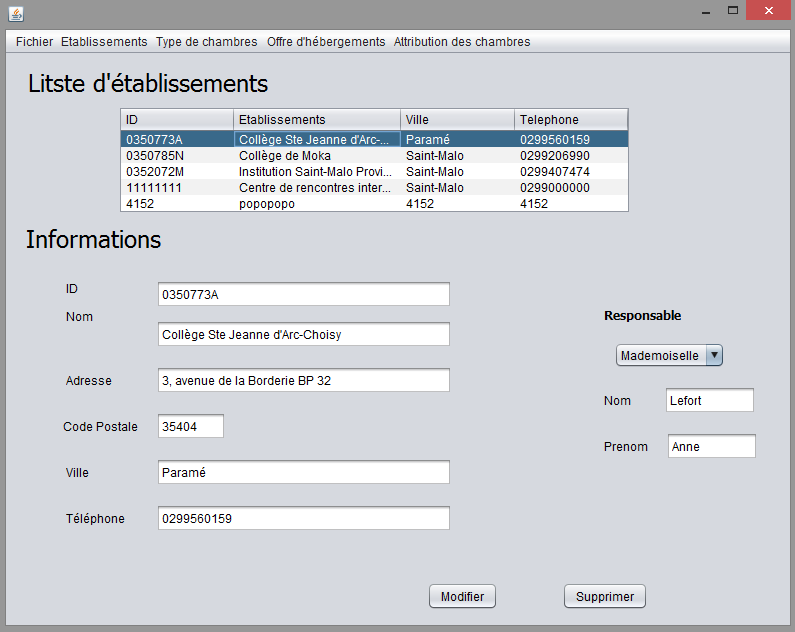 Fichier Etablissements Type de chambres Offre d'hébergements Attribution des chambres
Litste d'établissements
ID Etablissements Ville Telephone
0350773A Collège Ste Jeanne d'Arc-... Paramé 0299560159
0350785N Collège de Moka Saint-Malo 0299206990
0352072M Institution Saint-Malo Provi... Saint-Malo 0299407474
11111111 Centre de rencontres inter... Saint-Malo 0299000000
4152 popopopo 4152 4152
Informations
ID 0350773A
Nom Collège Ste Jeanne d'Arc-Choisy
Adresse 3, avenue de la Borderie BP 32
Code Postale 35404
Ville Paramé
Téléphone 0299560159
Responsable
Mademoiselle
Nom Lefort
Prenom Anne
Modifier Supprimer